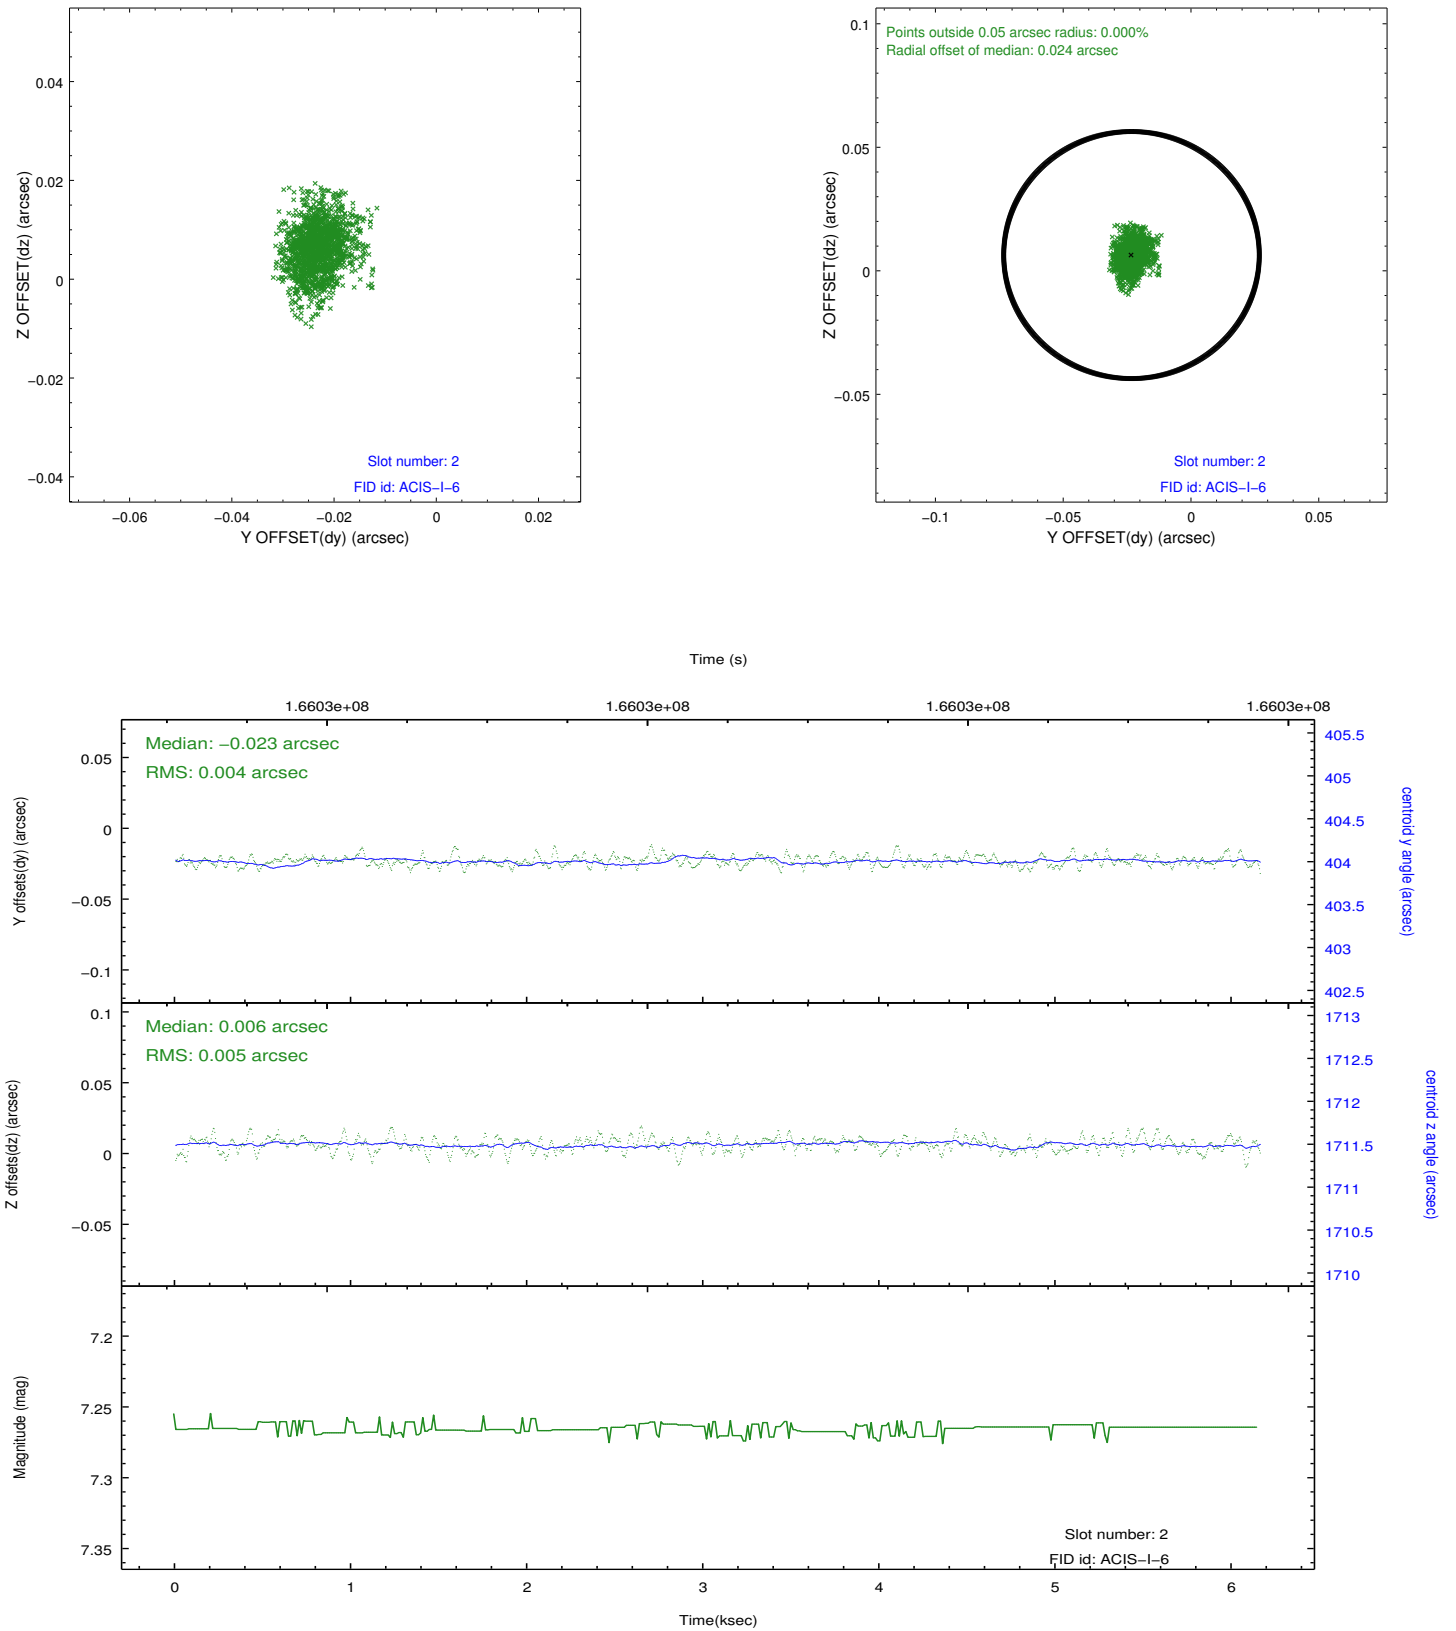 0.04
0.02
0
−0.02
−0.04
Z OFFSET(dz) (arcsec)
Slot number: 2
FID id: ACIS−I−6
−0.06
−0.04
−0.02
0
0.02
Y OFFSET(dy) (arcsec)
Points outside 0.05 arcsec radius: 0.000%
Radial offset of median: 0.024 arcsec
0.1
0.05
0
−0.05
Z OFFSET(dz) (arcsec)
Slot number: 2
FID id: ACIS−I−6
−0.1
−0.05
0
0.05
Y OFFSET(dy) (arcsec)
Time (s)
1.6603e+08
1.6603e+08
1.6603e+08
1.6603e+08
Median: −0.023 arcsec
RMS: 0.004 arcsec
0.05
0
−0.05
−0.1
Y offsets(dy) (arcsec)
405.5
405
404.5
404
403.5
403
402.5
centroid y angle (arcsec)
Median: 0.006 arcsec
RMS: 0.005 arcsec
0.1
0.05
0
−0.05
Z offsets(dz) (arcsec)
1713
1712.5
1712
1711.5
1711
1710.5
1710
centroid z angle (arcsec)
7.2
7.25
7.3
7.35
Magnitude (mag)
Slot number: 2
FID id: ACIS−I−6
0
1
2
3
4
5
6
Time(ksec)